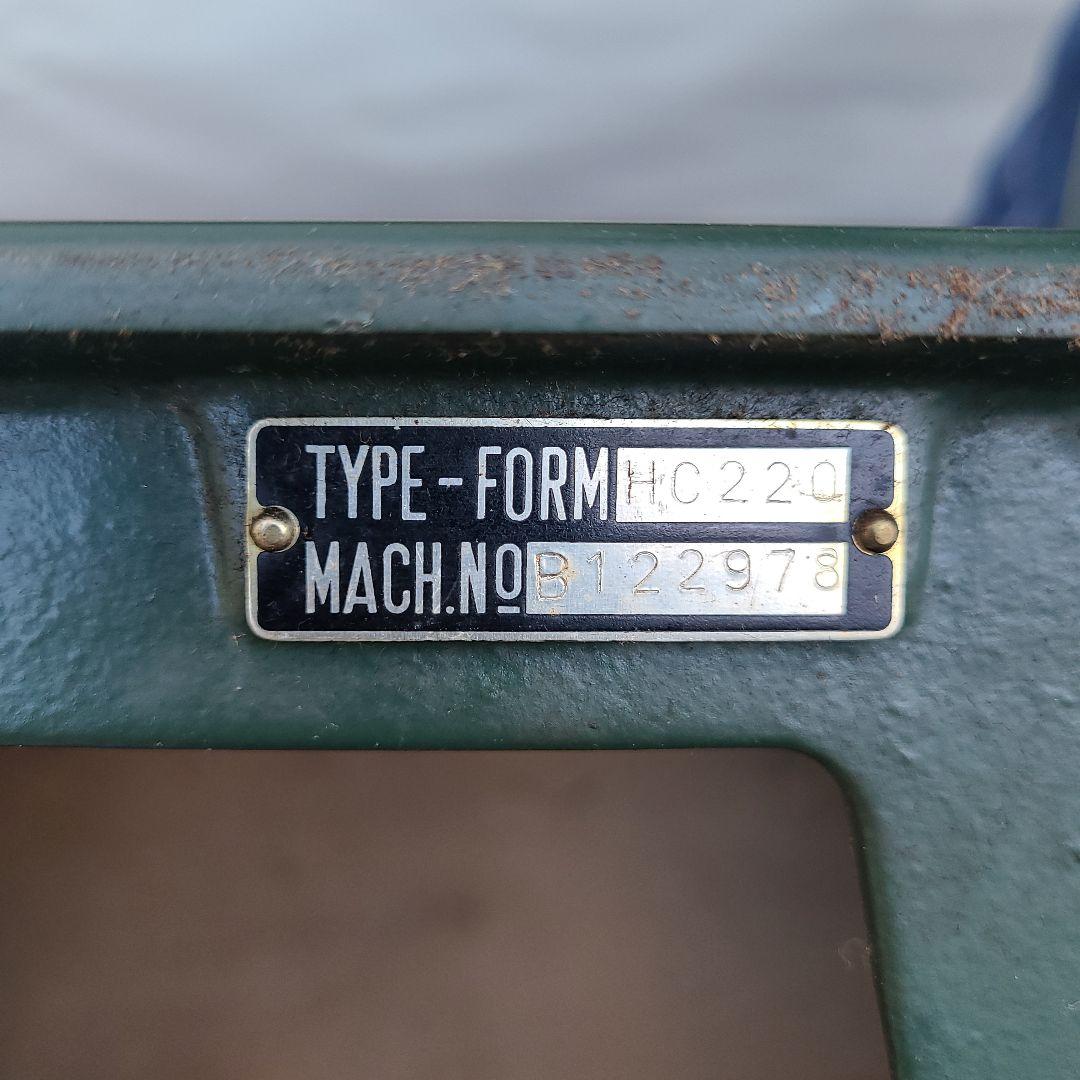 TYPE-FORM HC220
MACH.Nº B122978